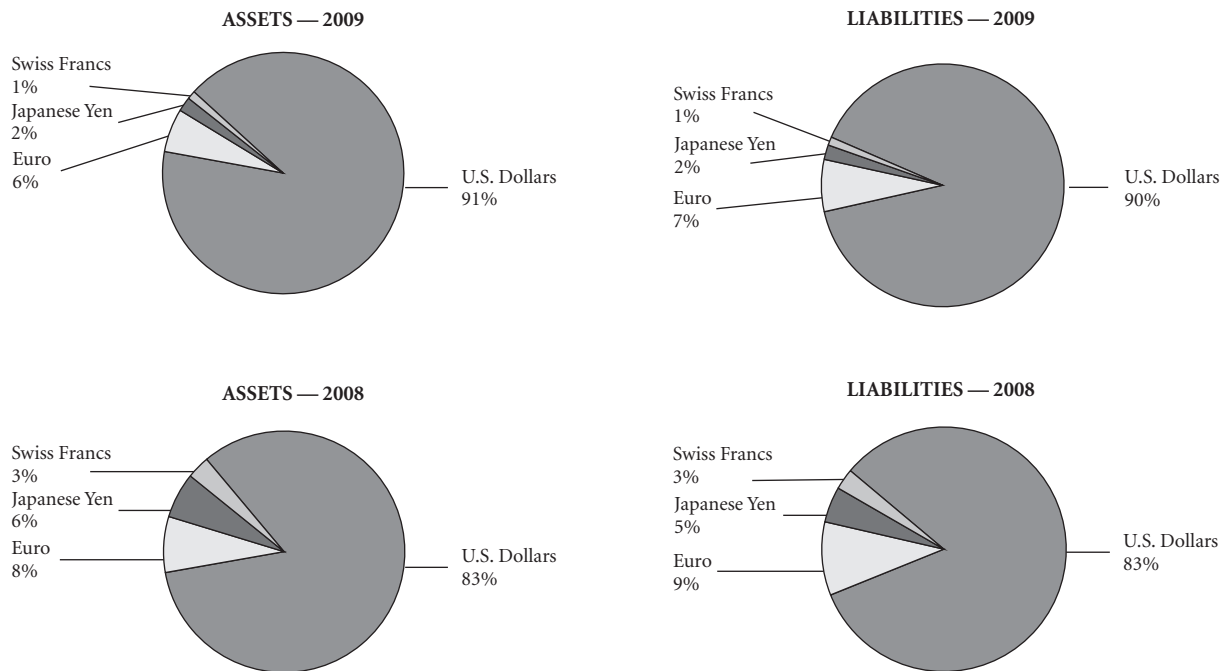 ASSETS — 2009
Swiss Francs
1%
Japanese Yen
2%
Euro
6%
U.S. Dollars
91%
LIABILITIES — 2009
Swiss Francs
1%
Japanese Yen
2%
Euro
7%
U.S. Dollars
90%
ASSETS — 2008
Swiss Francs
3%
Japanese Yen
6%
Euro
8%
U.S. Dollars
83%
LIABILITIES — 2008
Swiss Francs
3%
Japanese Yen
5%
Euro
9%
U.S. Dollars
83%